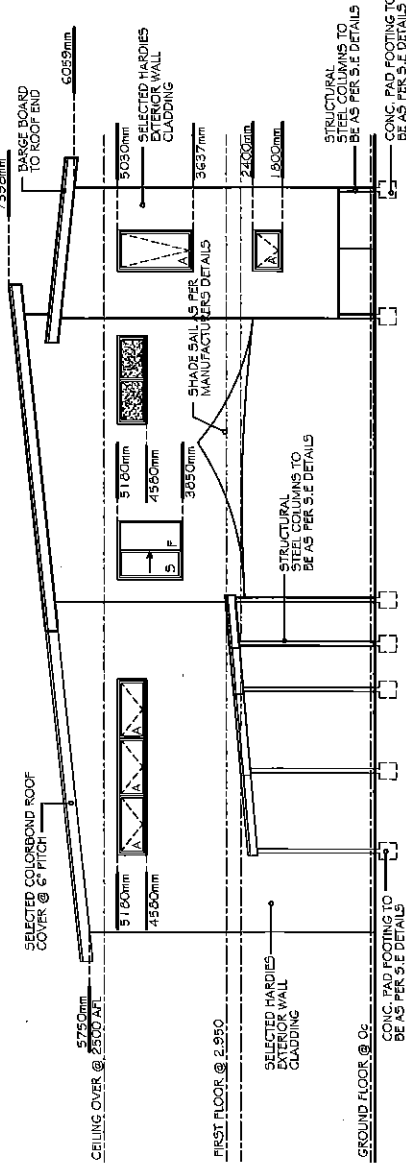 6059mm
BARGE BOARD
TO ROOF END
SELECTED COLORBOND ROOF
COVER @ 6° PITCH
5750mm
CEILING OVER @ 2500 AFL
5180mm
4580mm
A
A
A
S
F
5180mm
4580mm
3850mm
A
5030mm
SELECTED HARDIES
EXTERIOR WALL
CLADDING
3637mm
SHADE SAIL AS PER
MANUFACTURERS DETAILS
A
2400mm
1800mm
FIRST FLOOR @ 2.950
SELECTED HARDIES
EXTERIOR WALL
CLADDING
STRUCTURAL
STEEL COLUMNS TO
BE AS PER S.E DETAILS
STRUCTURAL
STEEL COLUMNS TO
BE AS PER S.E DETAILS
GROUND FLOOR @ 0c
CONC. PAD FOOTING TO
BE AS PER S.E DETAILS
CONC. PAD FOOTING TO
BE AS PER S.E DETAILS